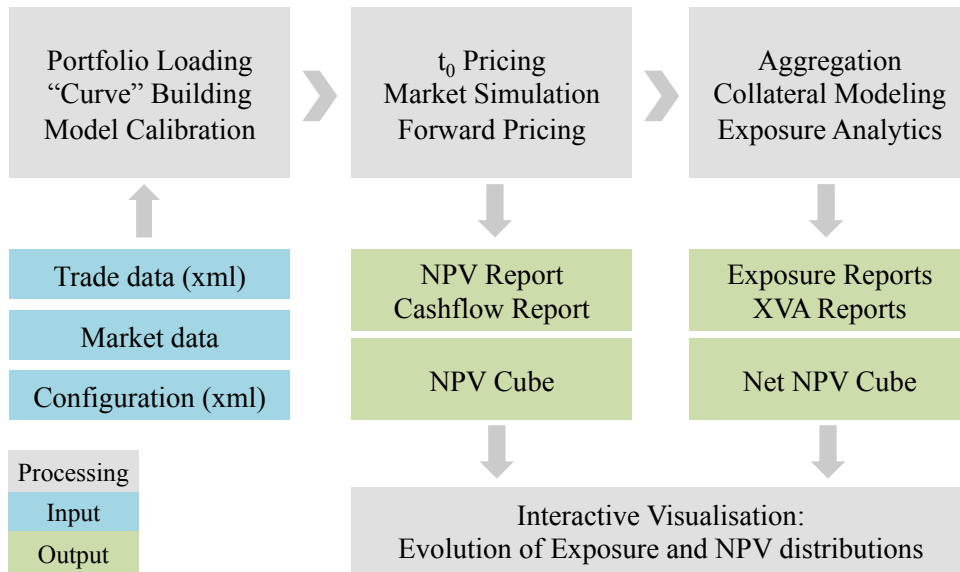 Portfolio Loading
“Curve” Building
Model Calibration
t₀ Pricing
Market Simulation
Forward Pricing
Aggregation
Collateral Modeling
Exposure Analytics
Trade data (xml)
Market data
Configuration (xml)
NPV Report
Cashflow Report
NPV Cube
Exposure Reports
XVA Reports
Net NPV Cube
Processing
Input
Output
Interactive Visualisation:
Evolution of Exposure and NPV distributions